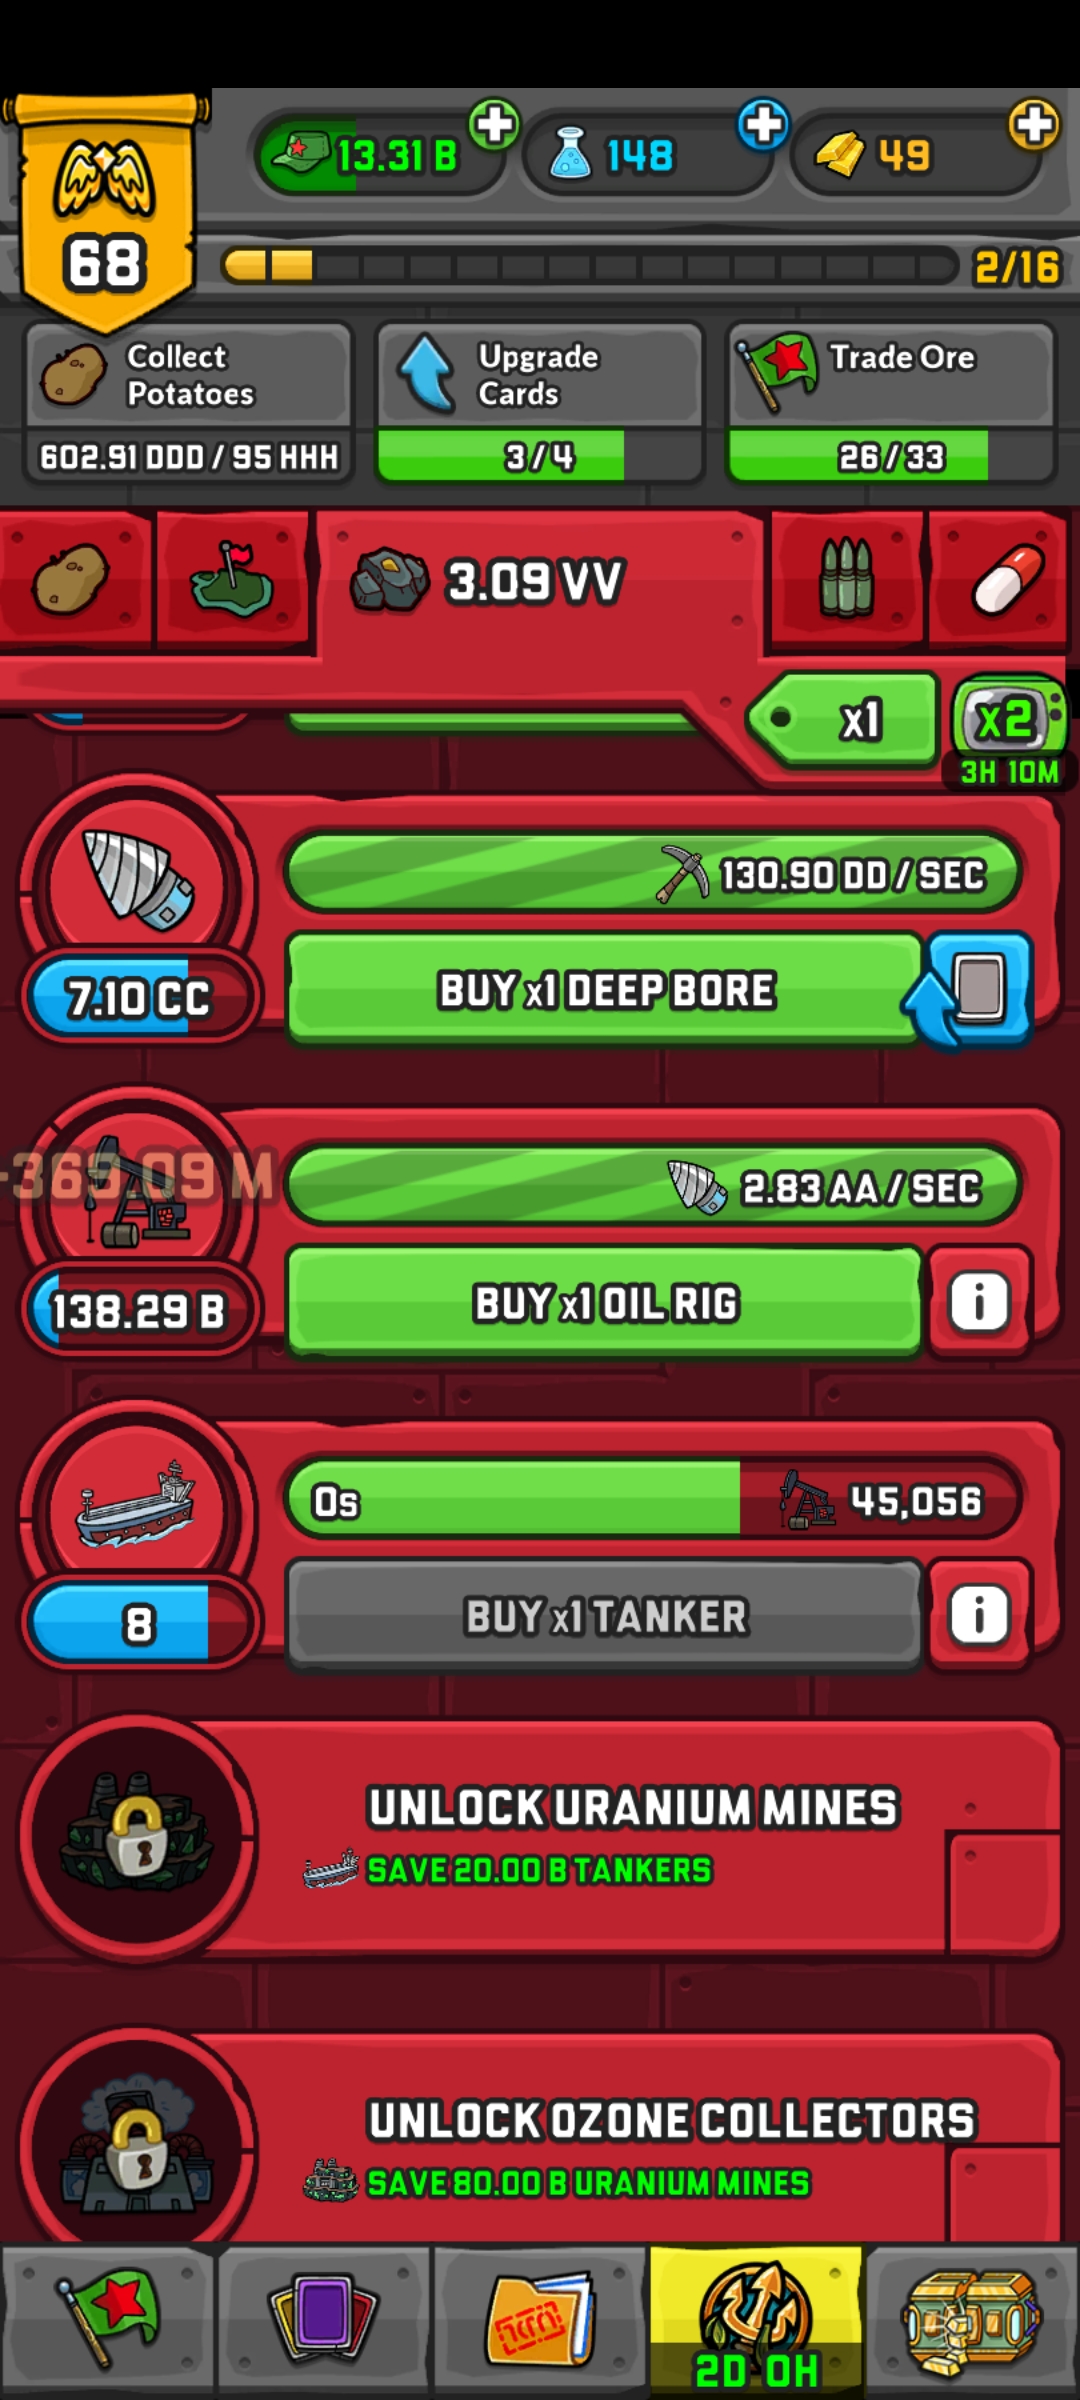 13.31 B
148
49
68
2/16
Collect
Potatoes
602.91 DDD / 95 HHH
Upgrade
Cards
3/4
Trade Ore
26/33
3.09 VV
x1
x2
3H 10M
130.90 DD / SEC
7.10 CC
BUY x1 DEEP BORE
-369.09 M
2.83 AA / SEC
138.29 B
BUY x1 OIL RIG
i
0s
45,056
8
BUY x1 TANKER
i
UNLOCK URANIUM MINES
SAVE 20.00 B TANKERS
UNLOCK OZONE COLLECTORS
SAVE 80.00 B URANIUM MINES
2D 0H